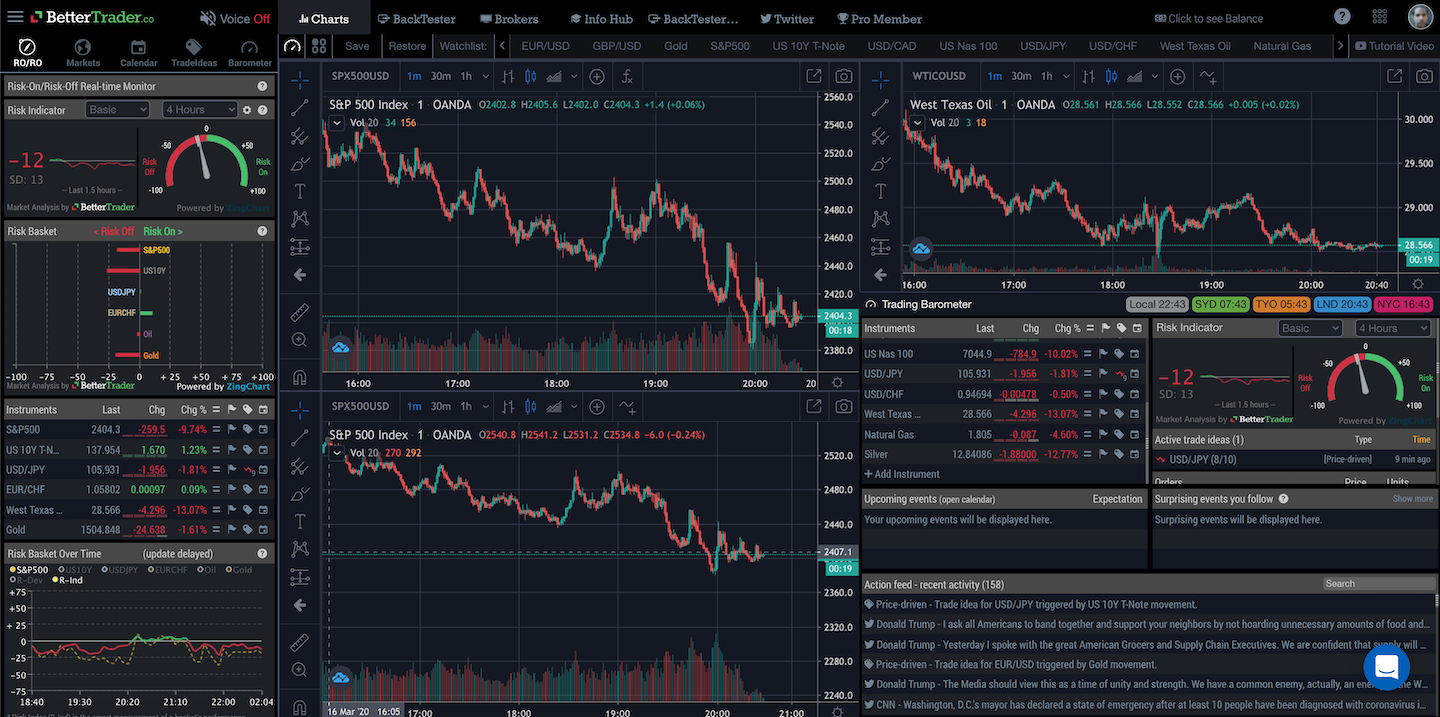 BetterTrader.co
Voice Off
Charts
BackTester
Brokers
Info Hub
BackTester...
Twitter
Pro Member
Click to see Balance
RO/RO
Markets
Calendar
TradeIdeas
Barometer
Save
Restore
Watchlist:
EUR/USD
GBP/USD
Gold
S&P500
US 10Y T-Note
USD/CAD
US Nas 100
USD/JPY
USD/CHF
West Texas Oil
Natural Gas
Tutorial Video
Risk-On/Risk-Off Real-time Monitor
Risk Indicator Basic 4 Hours
-12
SD: 13
-- Last 1.5 hours --
Risk Off
-100
-50
0
+50
+100
Risk On
Market Analysis by BetterTrader
Powered by ZingChart
Risk Basket < Risk Off Risk On >
-100 -75 -50 -25 0 25 50 75 100
S&P500
US10Y
USDJPY
EURCHF
Oil
Gold
-100 -75 -50 -25 0 + 25 + 50 + 75 + 100
Market Analysis by BetterTrader
Powered by ZingChart
Instruments Last Chg Chg %
S&P500 2404.3 -259.5 -9.74%
US 10Y T-N... 137.954 1.670 1.23%
USD/JPY 105.931 -1.956 -1.81%
EUR/CHF 1.05802 0.00097 0.09%
West Texas ... 28.566 -4.296 -13.07%
Gold 1504.848 -24.638 -1.61%
Risk Basket Over Time (update delayed)
S&P500 US10Y USDJPY EURCHF Oil Gold
R-Dev R-Ind
+75
+50
+ 25
0
-25
-50
-75
18:40 19:30 20:20 21:10 22:00 02:04
SPX500USD 1m 30m 1h
S&P 500 Index · 1 · OANDA O2402.8 H2405.6 L2402.0 C2404.3 +1.4 (+0.06%)
Vol 20 34 156
2560.0
2540.0
2520.0
2500.0
2480.0
2460.0
2440.0
2420.0
2404.3
00:18
2380.0
16:00 17:00 18:00 19:00 20:00 20
SPX500USD 1m 30m 1h
S&P 500 Index · 1 · OANDA O2540.8 H2541.2 L2531.2 C2534.8 -6.0 (-0.24%)
Vol 20 270 292
2520.0
2480.0
2440.0
2407.1
00:19
2360.0
2320.0
2280.0
2240.0
16 Mar '20 16:05 17:00 18:00 19:00 20:00 21:00
WTICOUSD 1m 30m 1h
West Texas Oil · 1 · OANDA O28.561 H28.566 L28.552 C28.566 +0.005 (+0.02%)
Vol 20 3 18
30.000
29.500
29.000
28.566
00:19
16:00 17:00 18:00 19:00 20:00 20:40
Trading Barometer
Local 22:43
SYD 07:43
TYO 05:43
LND 20:43
NYC 16:43
Instruments Last Chg Chg %
US Nas 100 7044.9 -784.9 -10.02%
USD/JPY 105.931 -1.956 -1.81%
USD/CHF 0.94694 -0.00478 -0.50%
West Texas ... 28.566 -4.296 -13.07%
Natural Gas 1.805 -0.087 -4.60%
Silver 12.84086 -1.88000 -12.77%
+ Add Instrument
Risk Indicator Basic 4 Hours
-12
SD: 13
-- Last 1.5 hours --
Risk Off
-100
-50
0
+50
+100
Risk On
Market Analysis by BetterTrader
Powered by ZingChart
Active trade ideas (1) Type Time
USD/JPY (8/10) [Price-driven] 9 min ago
Orders Price Units
Upcoming events (open calendar) Expectation
Your upcoming events will be displayed here.
Surprising events you follow Show more
Surprising events will be displayed here.
Action feed - recent activity (158)
Search
Price-driven - Trade idea for USD/JPY triggered by US 10Y T-Note movement.
Donald Trump - I ask all Americans to band together and support your neighbors by not hoarding unnecessary amounts of food and...
Donald Trump - Yesterday I spoke with the great American Grocers and Supply Chain Executives. We are confident that supply will ...
Price-driven - Trade idea for EUR/USD triggered by Gold movement.
Donald Trump - The Media should view this as a time of unity and strength. We have a common enemy, actually, an the W...
CNN - Washington, D.C.'s mayor has declared a state of emergency after at least 10 people have been diagnosed with coronavirus i...